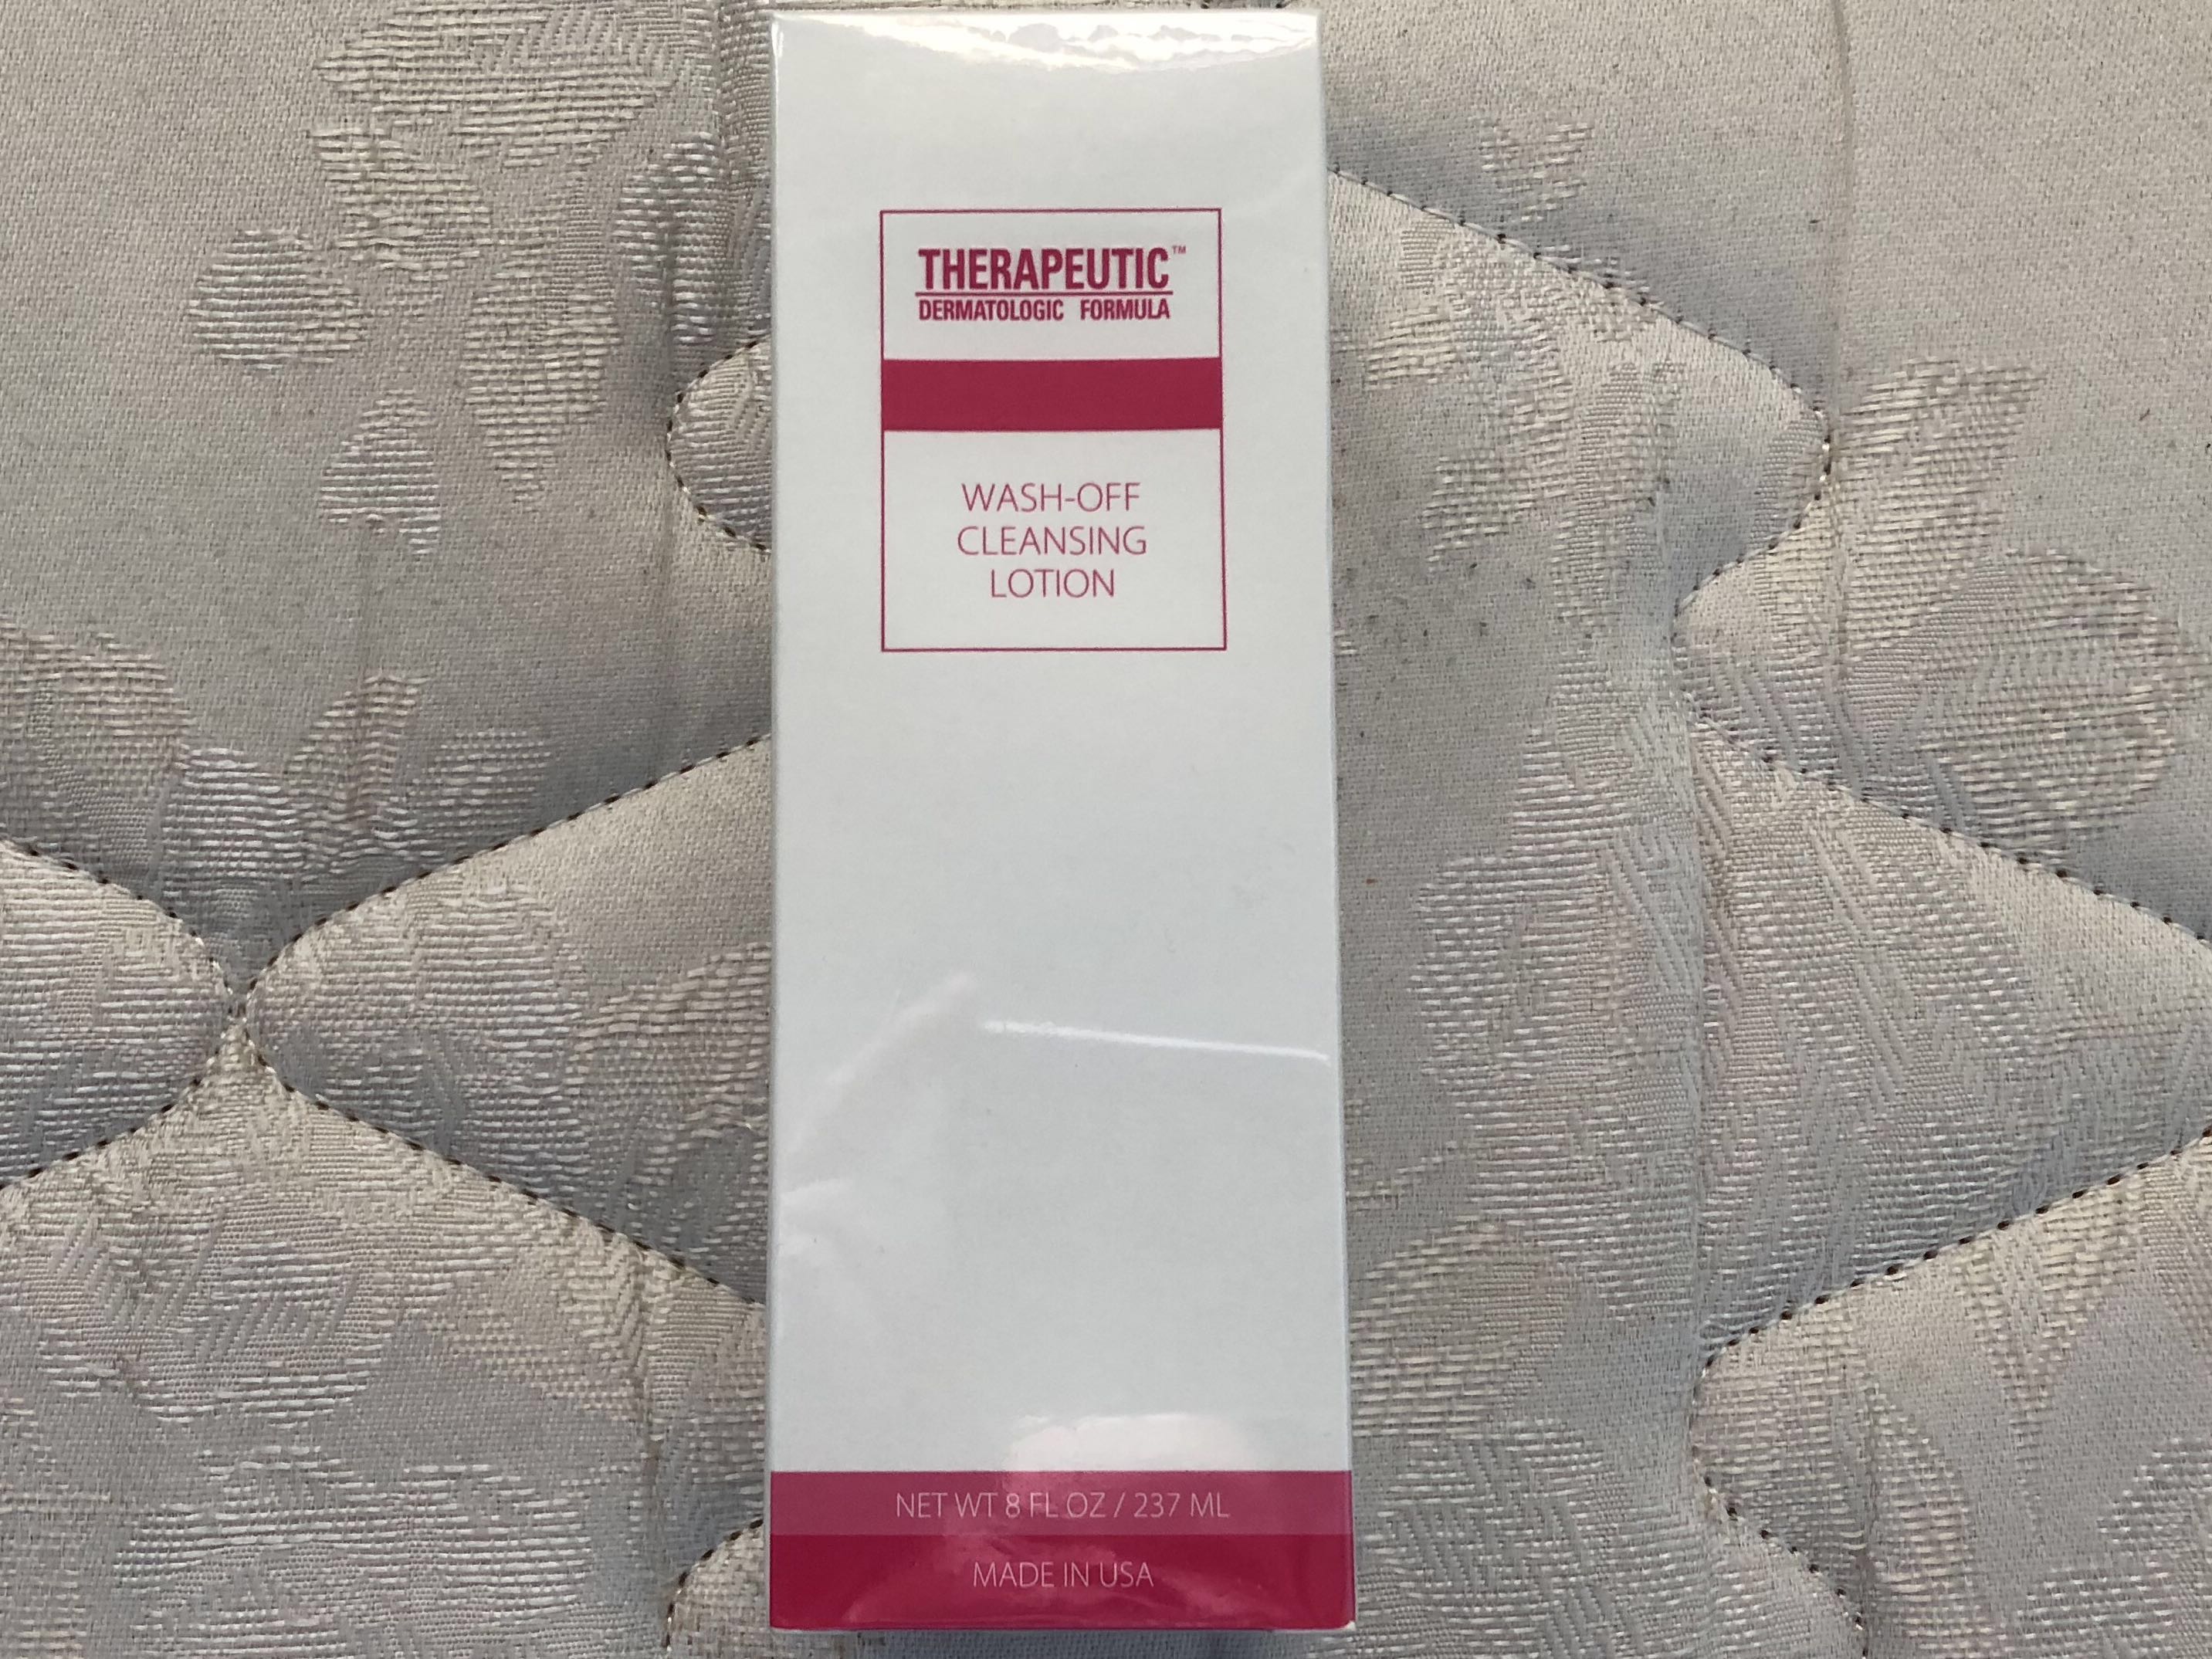 THERAPEUTIC™
DERMATOLOGIC FORMULA
WASH-OFF
CLEANSING
LOTION
NET WT 8 FL OZ / 237 ML
MADE IN USA